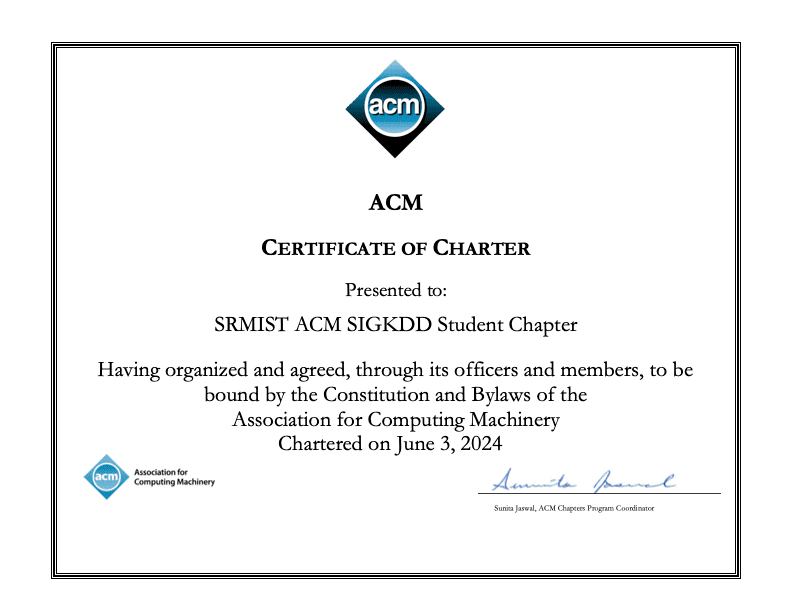 acm
ACM
CERTIFICATE OF CHARTER
Presented to:
SRMIST ACM SIGKDD Student Chapter
Having organized and agreed, through its officers and members, to be
bound by the Constitution and Bylaws of the
Association for Computing Machinery
Chartered on June 3, 2024
acm
Association for
Computing Machinery
Sunita Jaswal
Sunita Jaswal, ACM Chapters Program Coordinator